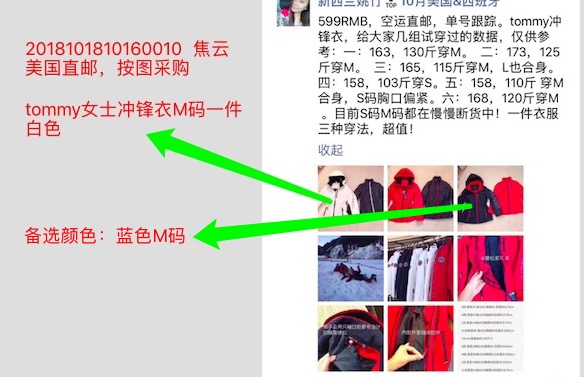 2018101810160010 焦云
美国直邮，按图采购
tommy女士冲锋衣M码一件
白色
备选颜色：蓝色M码
新西兰姚竹 TOP 10月美国&西班牙
599RMB，空运直邮，单号跟踪。tommy冲
锋衣，给大家几组试穿过的数据，仅供参
考：一：163，130斤穿M。 二：173，125
斤穿M。 三：165，115斤穿M，L也合身。
四：158，103斤穿S。五：158，110斤 穿M
合身，S码胸口偏紧。六：168，120斤穿M
。目前S码M码都在慢慢断货中！一件衣服
三种穿法，超值！
收起